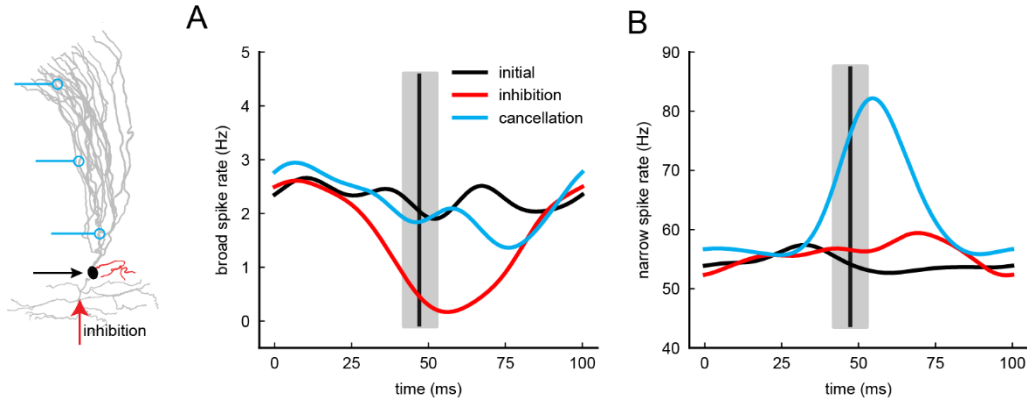 inhibition
A
broad spike rate (Hz)
5
4
3
2
1
0
0
25
50
75
100
time (ms)
initial
inhibition
cancellation
B
narrow spike rate (Hz)
90
80
70
60
50
40
0
25
50
75
100
time (ms)